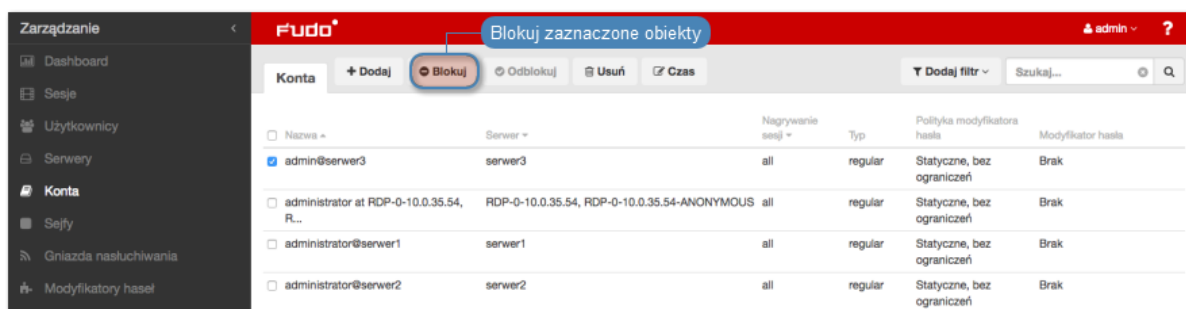 Zarządzanie
Fudo
Blokuj zaznaczone obiekty
admin
?
Dashboard
Sesje
Użytkownicy
Serwery
Konta
Sejfy
Gniazda nasłuchiwania
Modyfikatory haseł
Konta
+ Dodaj
Blokuj
Odblokuj
Usuń
Czas
Dodaj filtr
Szukaj...
Nazwa
Serwer
Nagrywanie sesji
Typ
Polityka modyfikatora hasła
Modyfikator hasła
admin@serwer3 serwer3 all regular Statyczne, bez ograniczeń Brak
administrator at RDP-0-10.0.35.54, R... RDP-0-10.0.35.54, RDP-0-10.0.35.54-ANONYMOUS all regular Statyczne, bez ograniczeń Brak
administrator@serwer1 serwer1 all regular Statyczne, bez ograniczeń Brak
administrator@serwer2 serwer2 all regular Statyczne, bez ograniczeń Brak